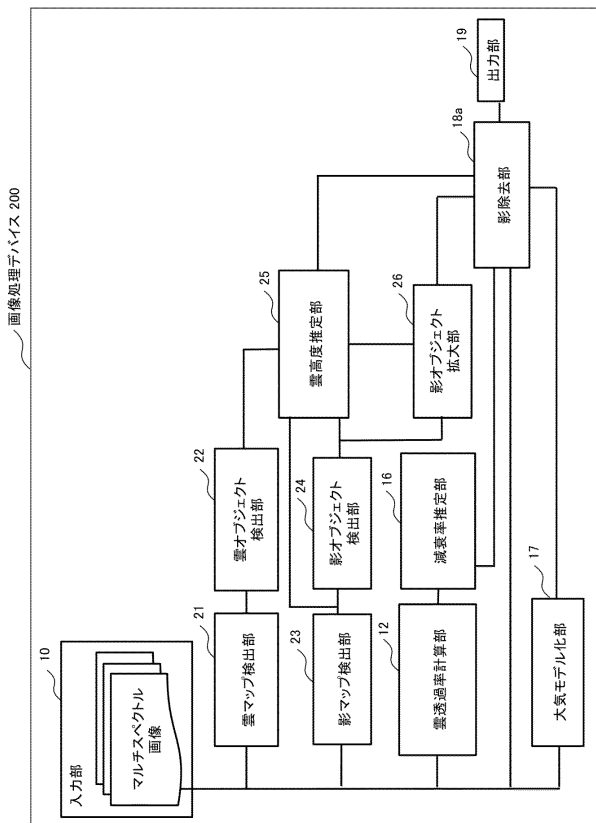 画像処理デバイス 200
10
入力部
マルチスペクトル
画像
21
雲マップ検出部
22
雲オブジェクト
検出部
23
影マップ検出部
24
影オブジェクト
検出部
25
雲高度推定部
26
影オブジェクト
拡大部
12
雲透過率計算部
16
減衰率推定部
17
大気モデル化部
18a
影除去部
19
出力部